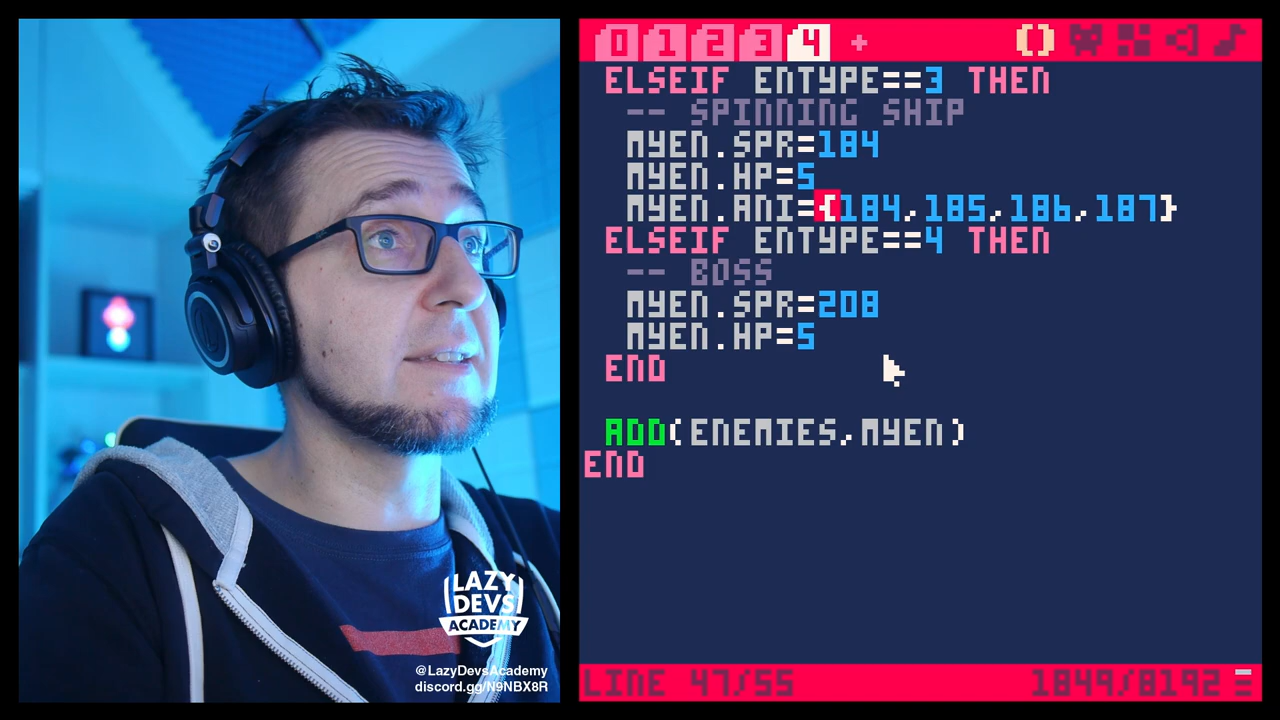 LAZY
DEVS
ACADEMY
@LazyDevsAcademy
discord.gg/N9NBX8R
0 1 2 3 4 +
ELSEIF ENTYPE==3 THEN
-- SPINNING SHIP
MYEN.SPR=184
MYEN.HP=5
MYEN.ANI={184,185,186,187}
ELSEIF ENTYPE==4 THEN
-- BOSS
MYEN.SPR=208
MYEN.HP=5
END
ADD(ENEMIES,MYEN)
END
LINE 47/55
1849/8192